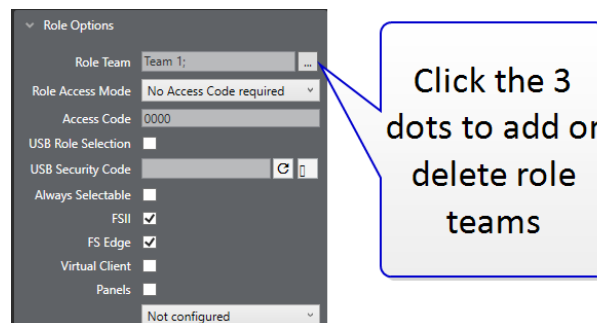 Role Options
Role Team Team 1; ...
Role Access Mode No Access Code required
Access Code 0000
USB Role Selection
USB Security Code
Always Selectable
FSII
FS Edge
Virtual Client
Panels
Not configured
Click the 3
dots to add or
delete role
teams